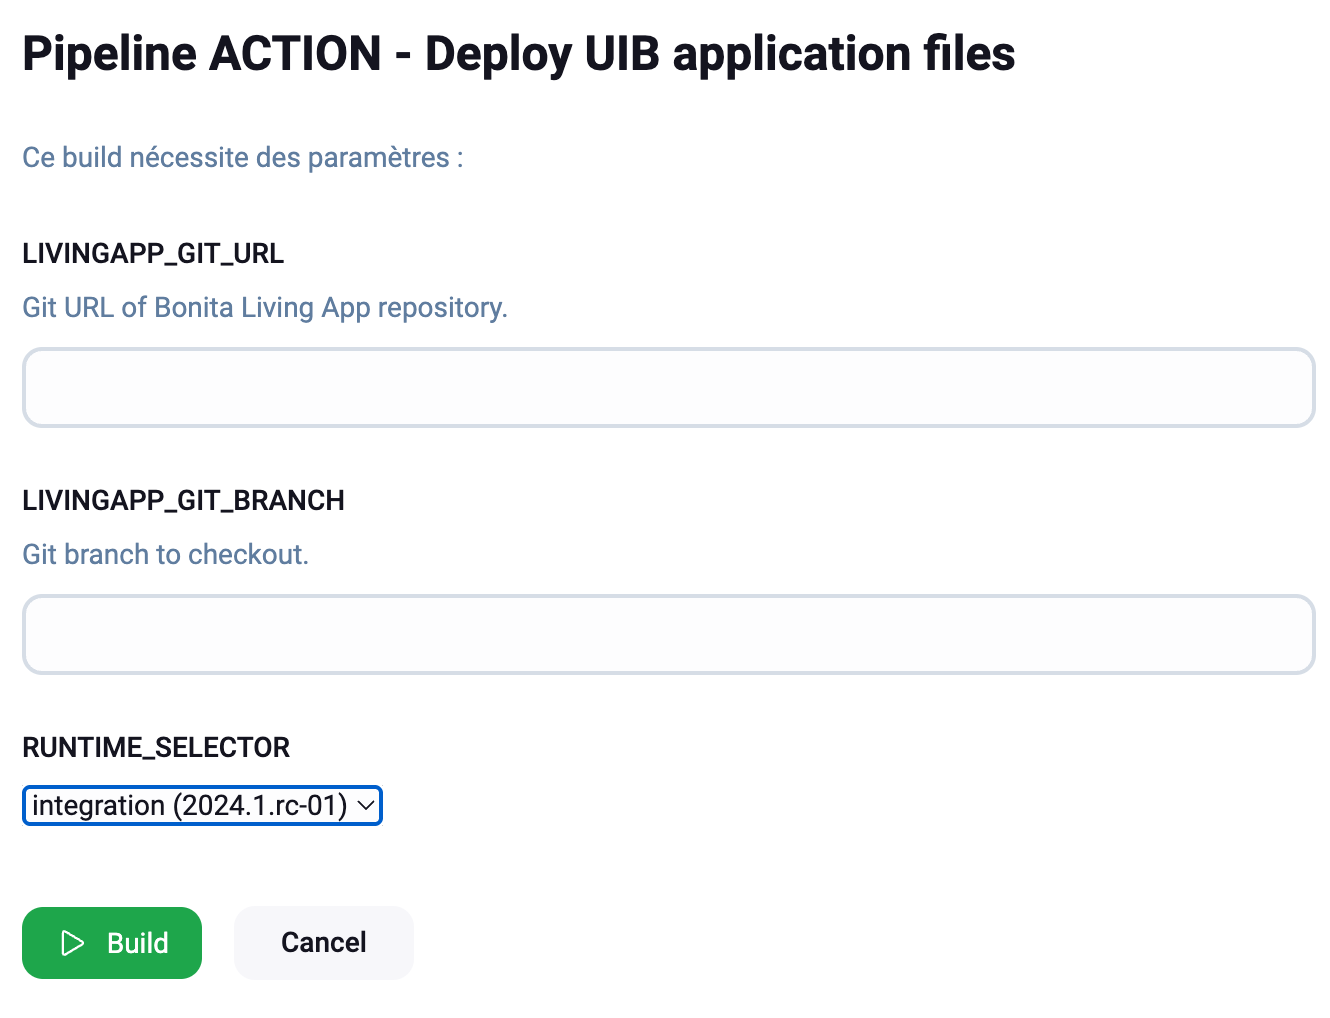 Pipeline ACTION - Deploy UIB application files
Ce build nécessite des paramètres :
LIVINGAPP_GIT_URL
Git URL of Bonita Living App repository.
LIVINGAPP_GIT_BRANCH
Git branch to checkout.
RUNTIME_SELECTOR
integration (2024.1.rc-01)
Build
Cancel